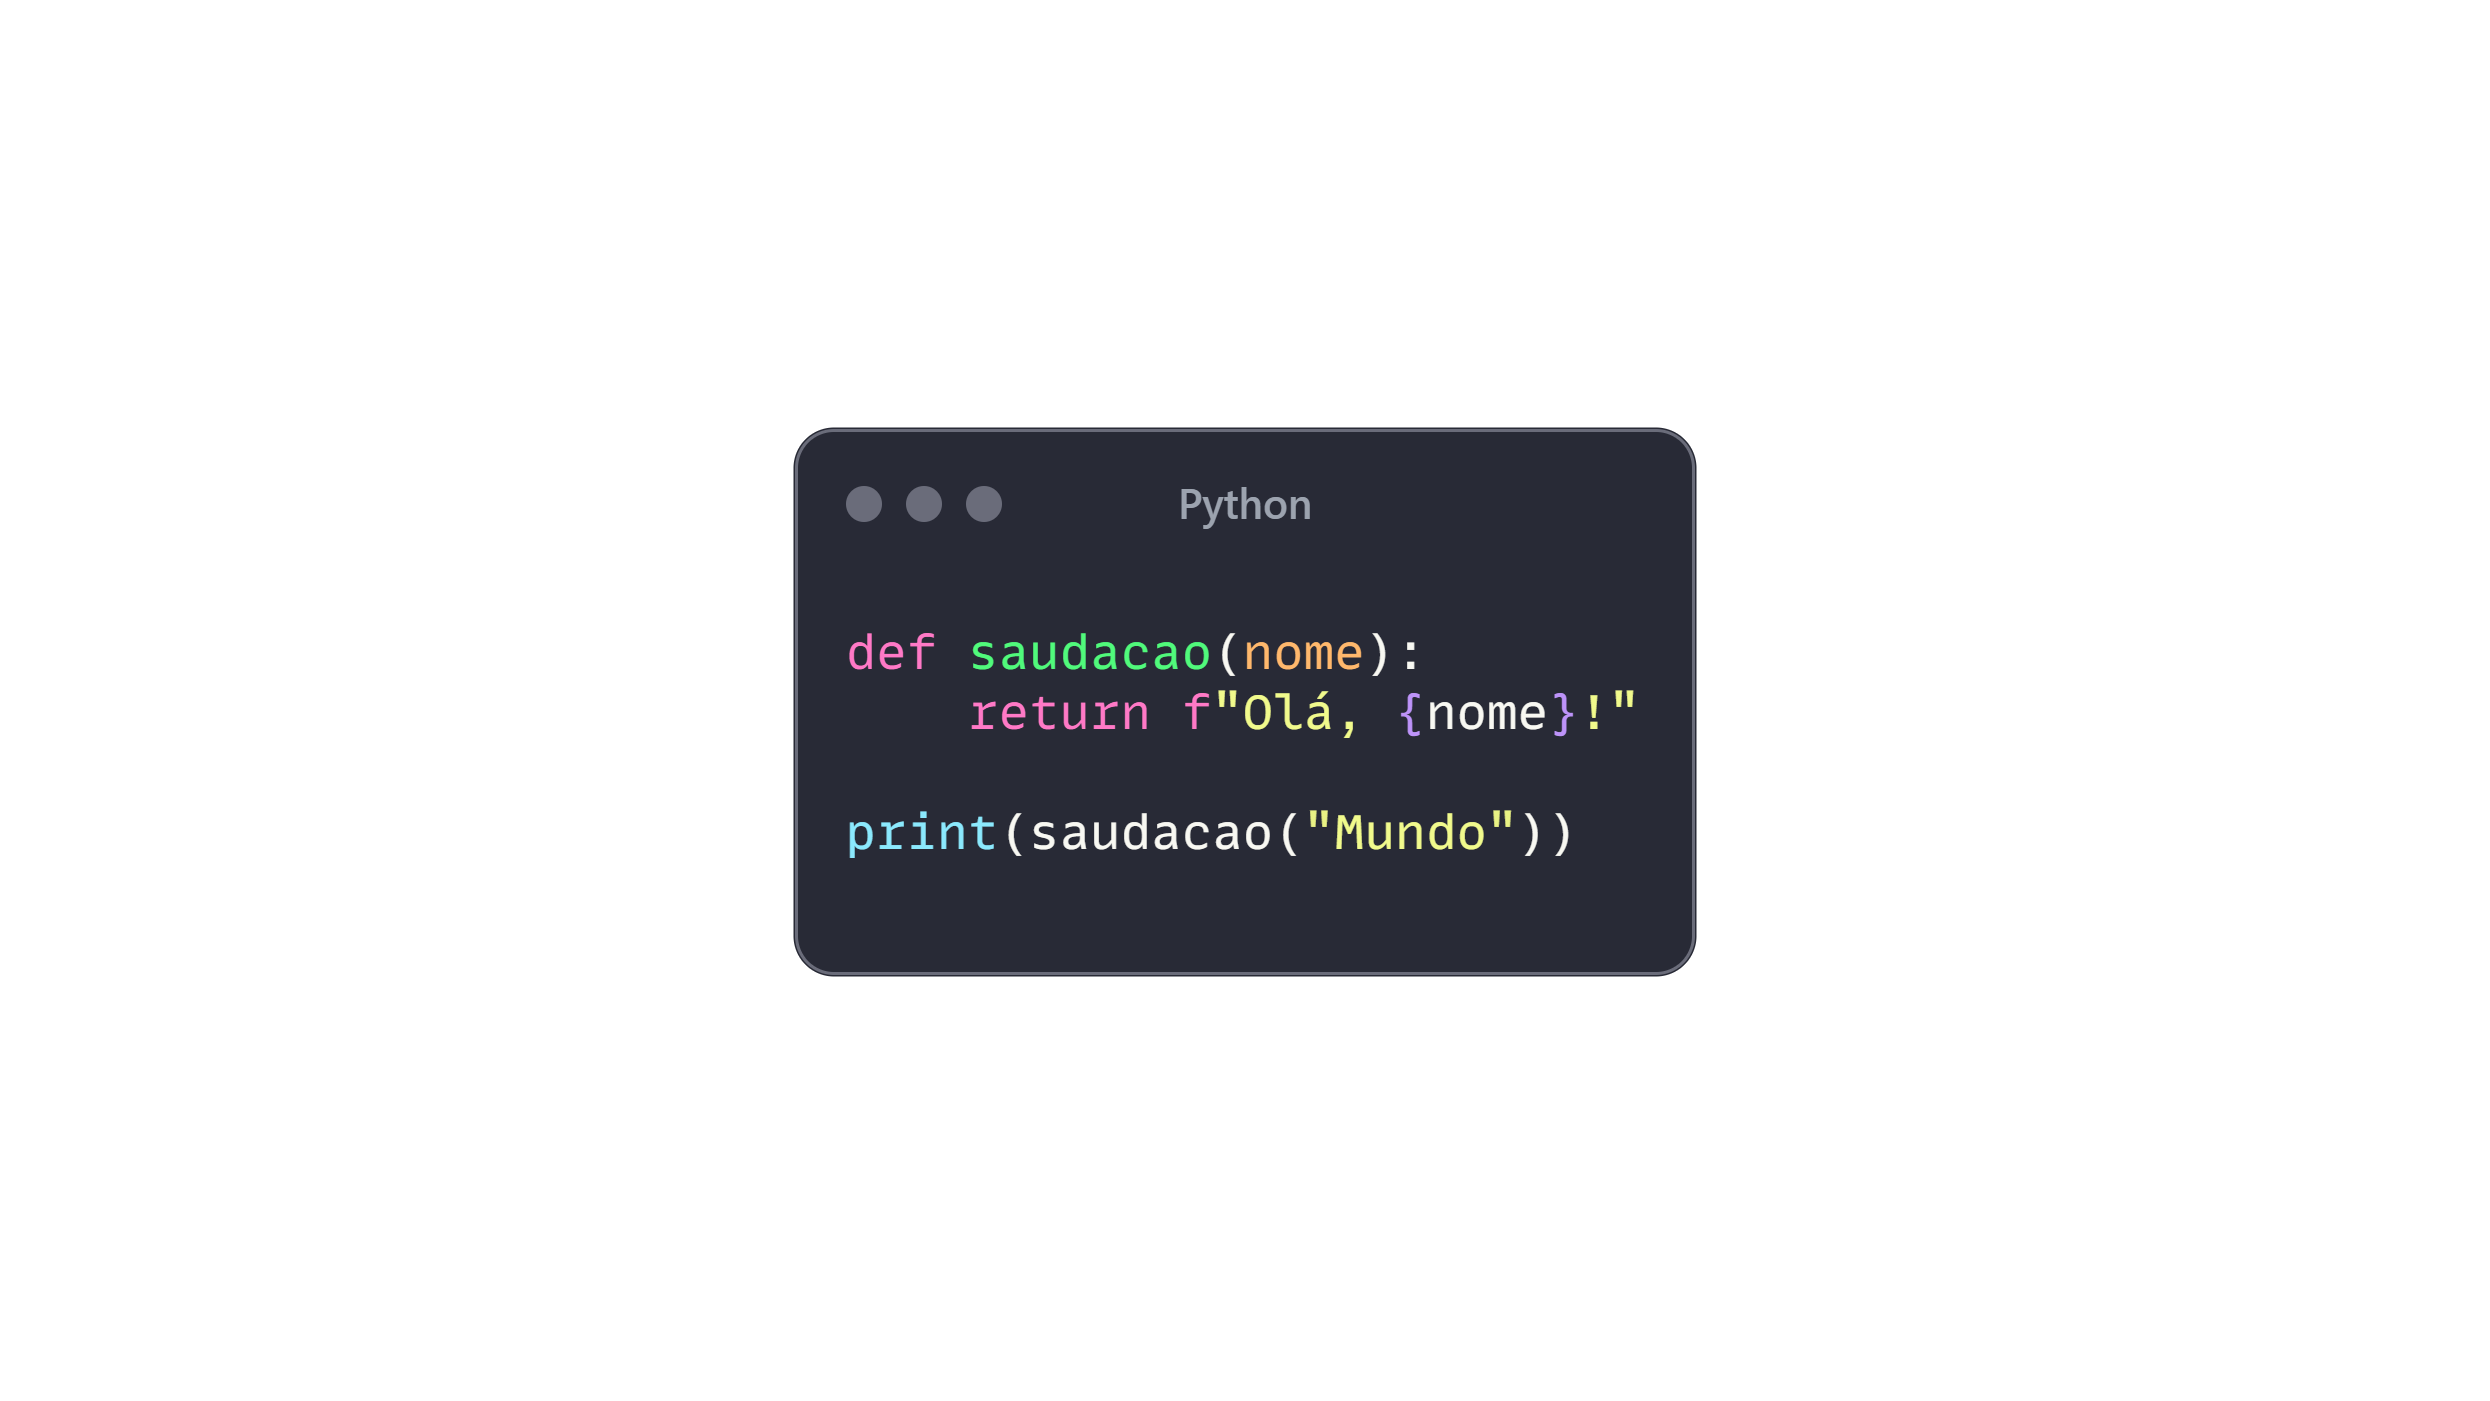 Python
def saudacao(nome):
    return f"Olá, {nome}!"
print(saudacao("Mundo"))